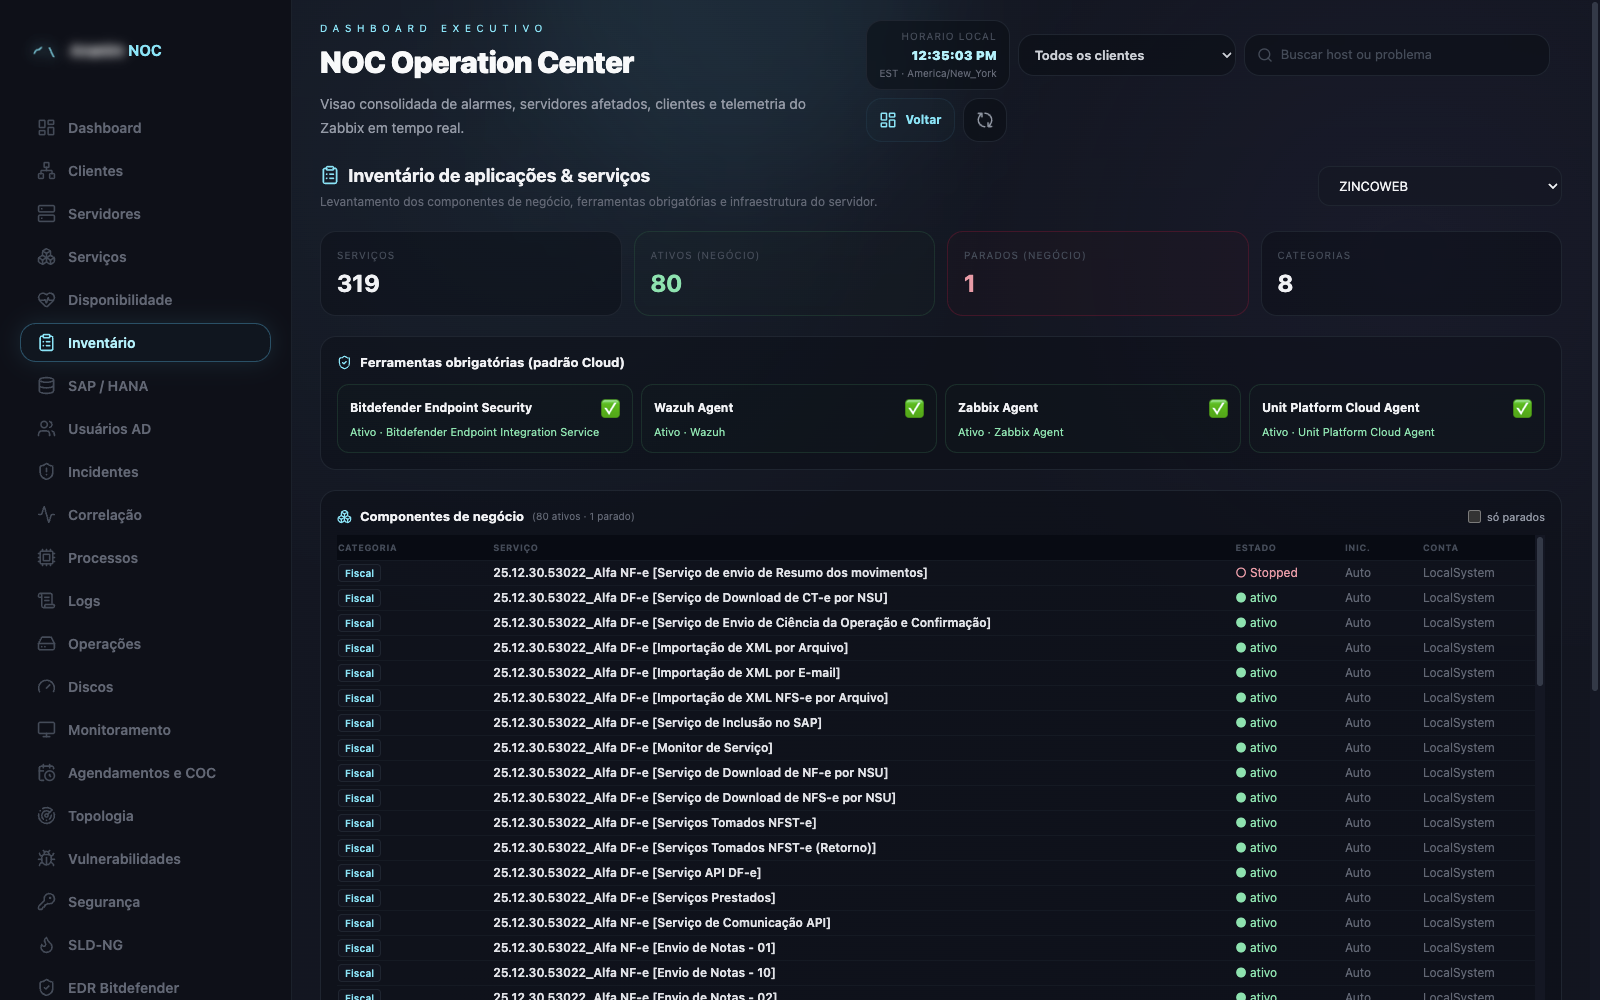 NOC
Dashboard
Clientes
Servidores
Serviços
Disponibilidade
Inventário
SAP / HANA
Usuários AD
Incidentes
Correlação
Processos
Logs
Operações
Discos
Monitoramento
Agendamentos e COC
Topologia
Vulnerabilidades
Segurança
SLD-NG
EDR Bitdefender
DASHBOARD EXECUTIVO
NOC Operation Center
Visao consolidada de alarmes, servidores afetados, clientes e telemetria do
Zabbix em tempo real.
HORARIO LOCAL
12:35:03 PM
EST · America/New_York
Todos os clientes
Buscar host ou problema
Voltar
Inventário de aplicações & serviços
Levantamento dos componentes de negócio, ferramentas obrigatórias e infraestrutura do servidor.
ZINCOWEB
SERVIÇOS
319
ATIVOS (NEGÓCIO)
80
PARADOS (NEGÓCIO)
1
CATEGORIAS
8
Ferramentas obrigatórias (padrão Cloud)
Bitdefender Endpoint Security
Ativo · Bitdefender Endpoint Integration Service
Wazuh Agent
Ativo · Wazuh
Zabbix Agent
Ativo · Zabbix Agent
Unit Platform Cloud Agent
Ativo · Unit Platform Cloud Agent
Componentes de negócio (80 ativos · 1 parado)
só parados
CATEGORIA SERVIÇO ESTADO INIC. CONTA
Fiscal 25.12.30.53022_Alfa NF-e [Serviço de envio de Resumo dos movimentos] Stopped Auto LocalSystem
Fiscal 25.12.30.53022_Alfa DF-e [Serviço de Download de CT-e por NSU] ativo Auto LocalSystem
Fiscal 25.12.30.53022_Alfa DF-e [Serviço de Envio de Ciência da Operação e Confirmação] ativo Auto LocalSystem
Fiscal 25.12.30.53022_Alfa DF-e [Importação de XML por Arquivo] ativo Auto LocalSystem
Fiscal 25.12.30.53022_Alfa DF-e [Importação de XML por E-mail] ativo Auto LocalSystem
Fiscal 25.12.30.53022_Alfa DF-e [Importação de XML NFS-e por Arquivo] ativo Auto LocalSystem
Fiscal 25.12.30.53022_Alfa DF-e [Serviço de Inclusão no SAP] ativo Auto LocalSystem
Fiscal 25.12.30.53022_Alfa DF-e [Monitor de Serviço] ativo Auto LocalSystem
Fiscal 25.12.30.53022_Alfa DF-e [Serviço de Download de NF-e por NSU] ativo Auto LocalSystem
Fiscal 25.12.30.53022_Alfa DF-e [Serviço de Download de NFS-e por NSU] ativo Auto LocalSystem
Fiscal 25.12.30.53022_Alfa DF-e [Serviços Tomados NFST-e] ativo Auto LocalSystem
Fiscal 25.12.30.53022_Alfa DF-e [Serviços Tomados NFST-e (Retorno)] ativo Auto LocalSystem
Fiscal 25.12.30.53022_Alfa DF-e [Serviço API DF-e] ativo Auto LocalSystem
Fiscal 25.12.30.53022_Alfa DF-e [Serviços Prestados] ativo Auto LocalSystem
Fiscal 25.12.30.53022_Alfa NF-e [Serviço de Comunicação API] ativo Auto LocalSystem
Fiscal 25.12.30.53022_Alfa NF-e [Envio de Notas - 01] ativo Auto LocalSystem
Fiscal 25.12.30.53022_Alfa NF-e [Envio de Notas - 10] ativo Auto LocalSystem
Fiscal 25.12.30.53022_Alfa NF-e [Envio de Notas - 02] ativo Auto LocalSystem